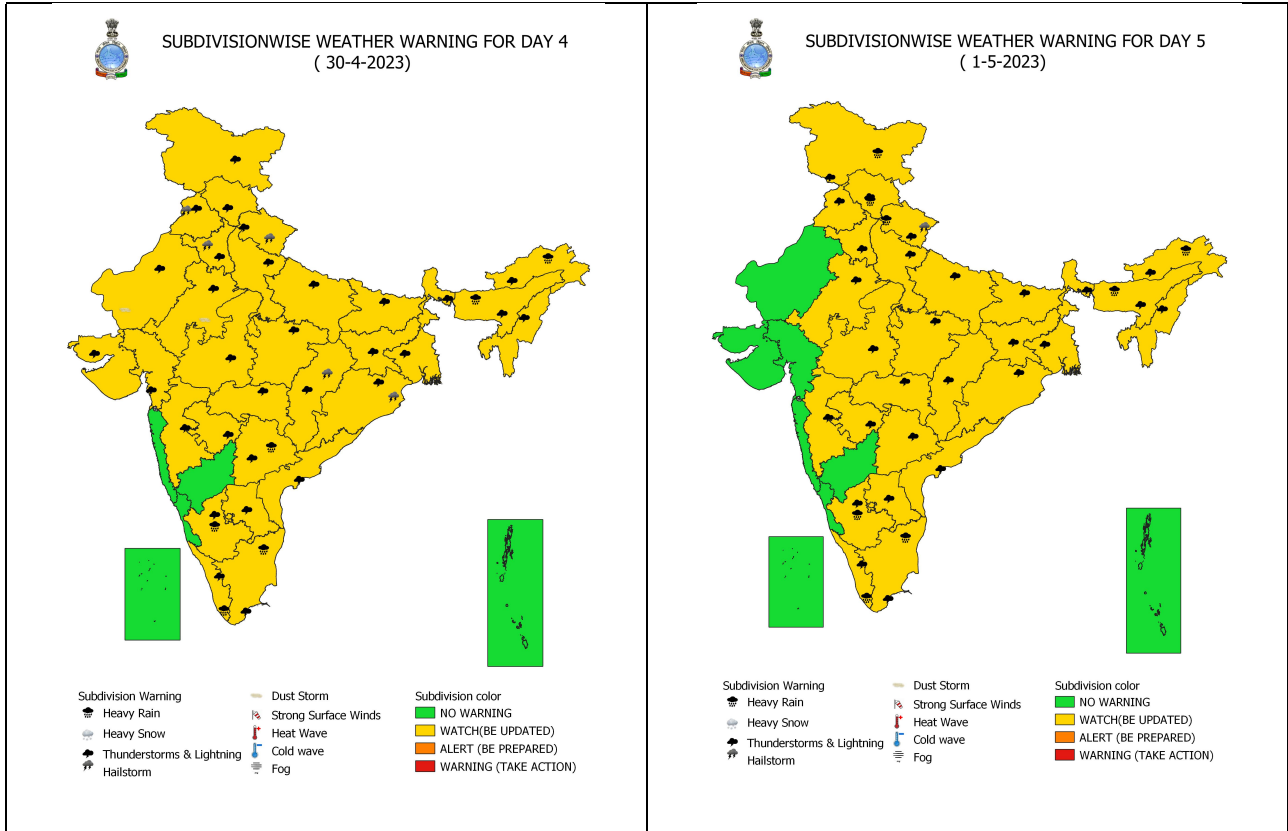 SUBDIVISIONWISE WEATHER WARNING FOR DAY 4
( 30-4-2023)
Subdivision Warning
Heavy Rain
Heavy Snow
Thunderstorms & Lightning
Hailstorm
Dust Storm
Strong Surface Winds
Heat Wave
Cold wave
Fog
Subdivision color
NO WARNING
WATCH(BE UPDATED)
ALERT (BE PREPARED)
WARNING (TAKE ACTION)
SUBDIVISIONWISE WEATHER WARNING FOR DAY 5
( 1-5-2023)
Subdivision Warning
Heavy Rain
Heavy Snow
Thunderstorms & Lightning
Hailstorm
Dust Storm
Strong Surface Winds
Heat Wave
Cold wave
Fog
Subdivision color
NO WARNING
WATCH(BE UPDATED)
ALERT (BE PREPARED)
WARNING (TAKE ACTION)